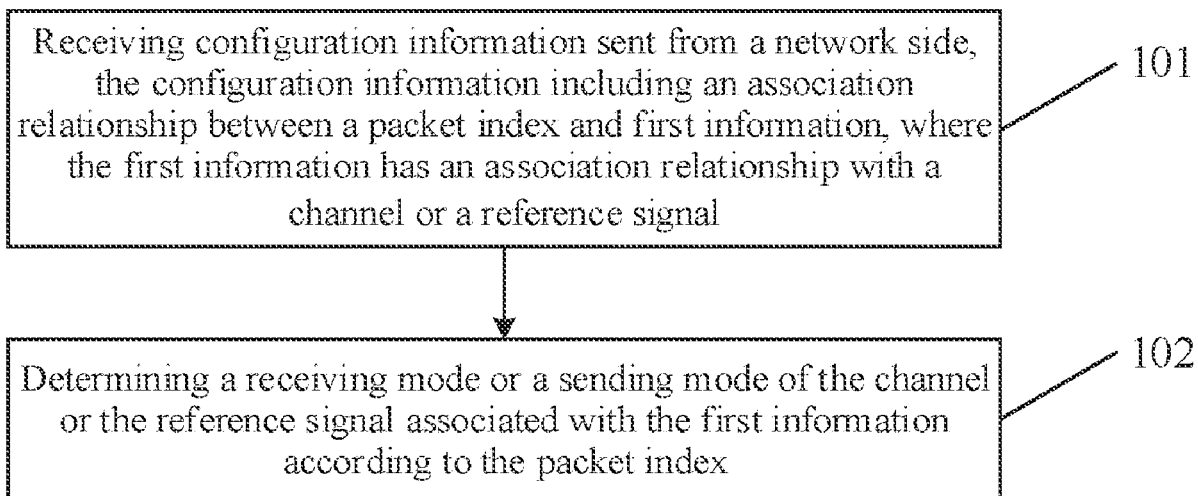 Receiving configuration information sent from a network side,
the configuration information including an association
relationship between a packet index and first information, where
the first information has an association relationship with a
channel or a reference signal
101
Determining a receiving mode or a sending mode of the channel
or the reference signal associated with the first information
according to the packet index
102